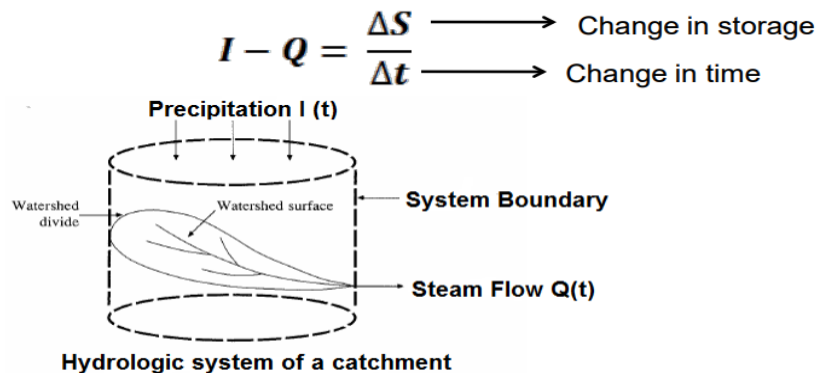 I − Q = ΔS/Δt
Change in storage
Change in time
Precipitation I (t)
Watershed
divide
Watershed surface
System Boundary
Steam Flow Q(t)
Hydrologic system of a catchment